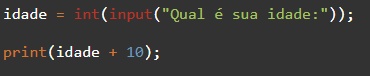 idade = int(input("Qual é sua idade:"));
print(idade + 10);